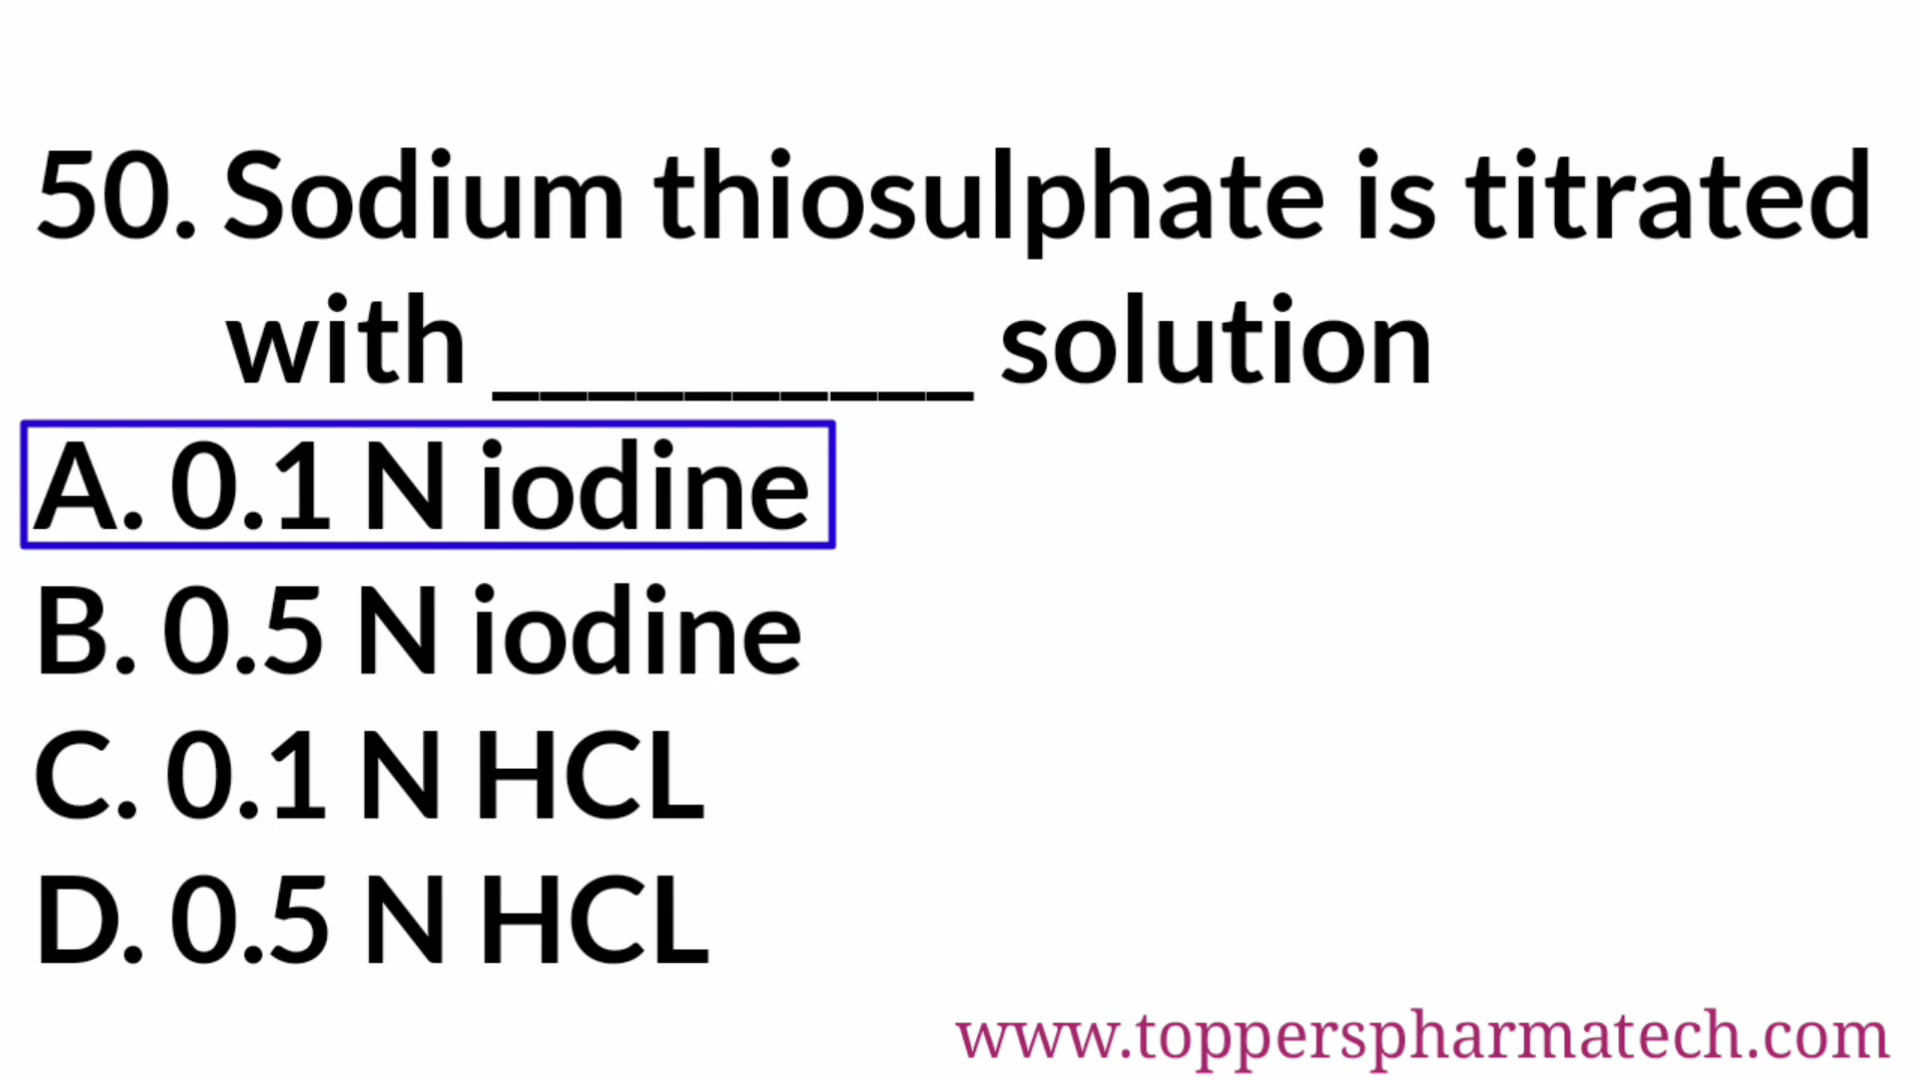 50. Sodium thiosulphate is titrated
with __________ solution
A. 0.1 N iodine
B. 0.5 N iodine
C. 0.1 N HCL
D. 0.5 N HCL
www.topperspharmatech.com